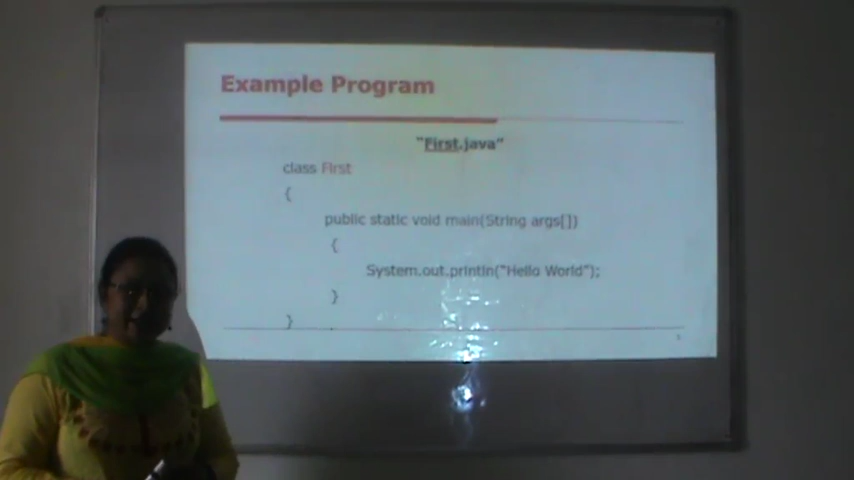 Example Program
"First.java"
class First
{
public static void main(String args[])
{
System.out.println("Hello World");
}
}